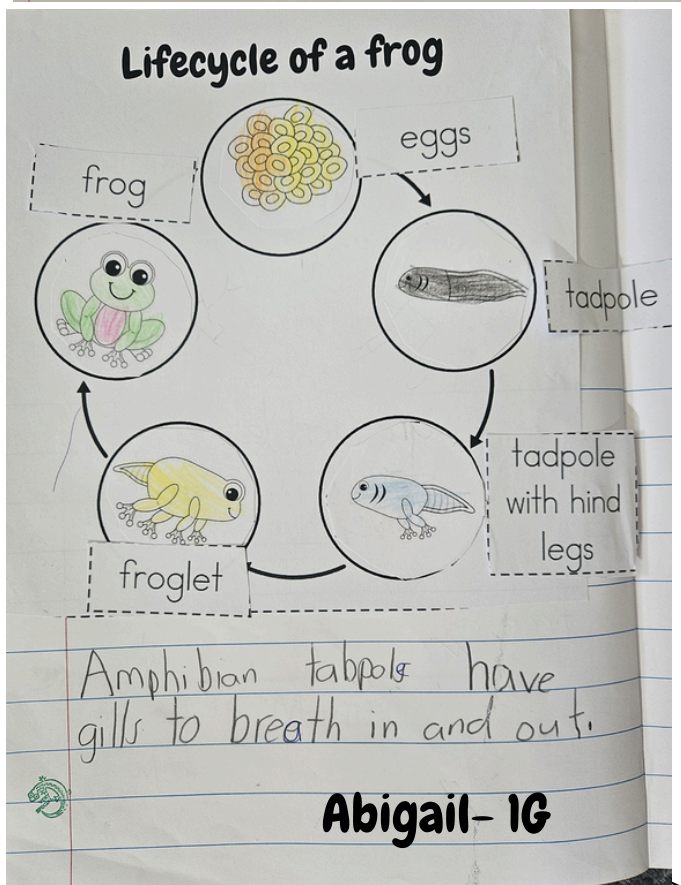 Lifecycle of a frog
eggs
frog
tadpole
tadpole
with hind
legs
froglet
Amphibian tabpols have
gills to breath in and out.
Abigail- 1G